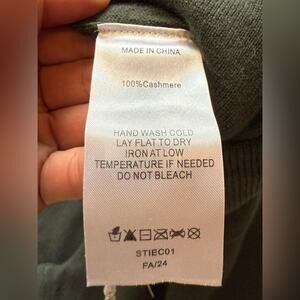 MADE IN CHINA
100%Cashmere
HAND WASH COLD
LAY FLAT TO DRY
IRON AT LOW
TEMPERATURE IF NEEDED
DO NOT BLEACH
STIEC01
FA/24